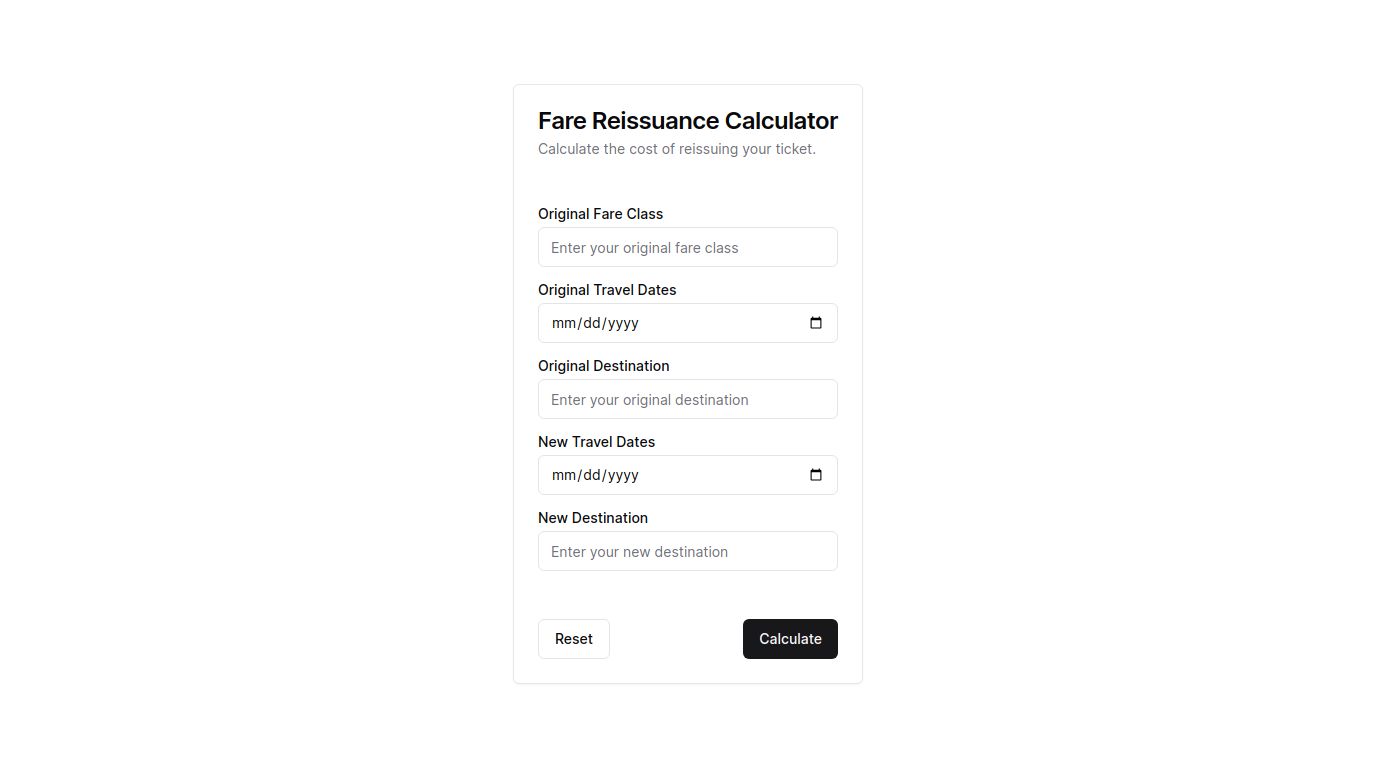 Fare Reissuance Calculator
Calculate the cost of reissuing your ticket.
Original Fare Class
Enter your original fare class
Original Travel Dates
mm/dd/yyyy
Original Destination
Enter your original destination
New Travel Dates
mm/dd/yyyy
New Destination
Enter your new destination
Reset
Calculate